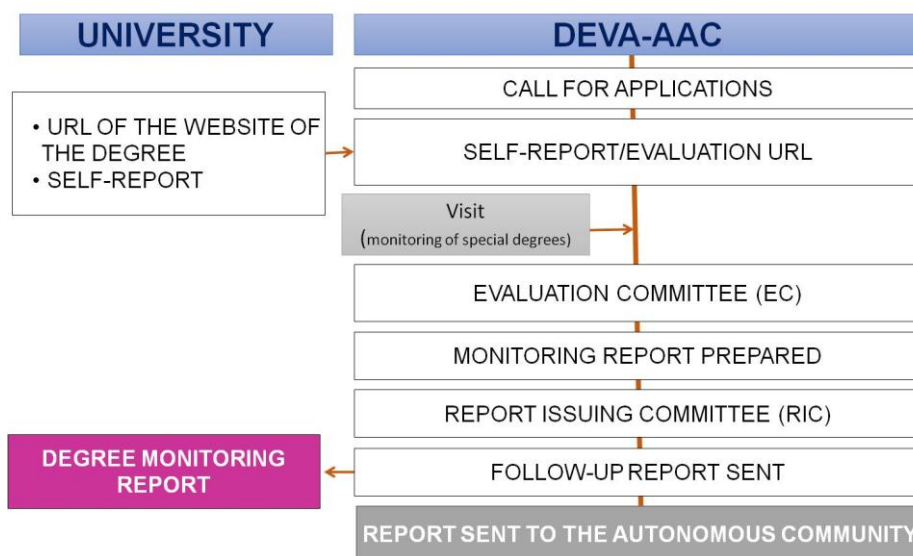 UNIVERSITY
DEVA-AAC
CALL FOR APPLICATIONS
• URL OF THE WEBSITE OF
THE DEGREE
• SELF-REPORT
SELF-REPORT/EVALUATION URL
Visit
(monitoring of special degrees)
EVALUATION COMMITTEE (EC)
MONITORING REPORT PREPARED
REPORT ISSUING COMMITTEE (RIC)
DEGREE MONITORING
REPORT
FOLLOW-UP REPORT SENT
REPORT SENT TO THE AUTONOMOUS COMMUNITY